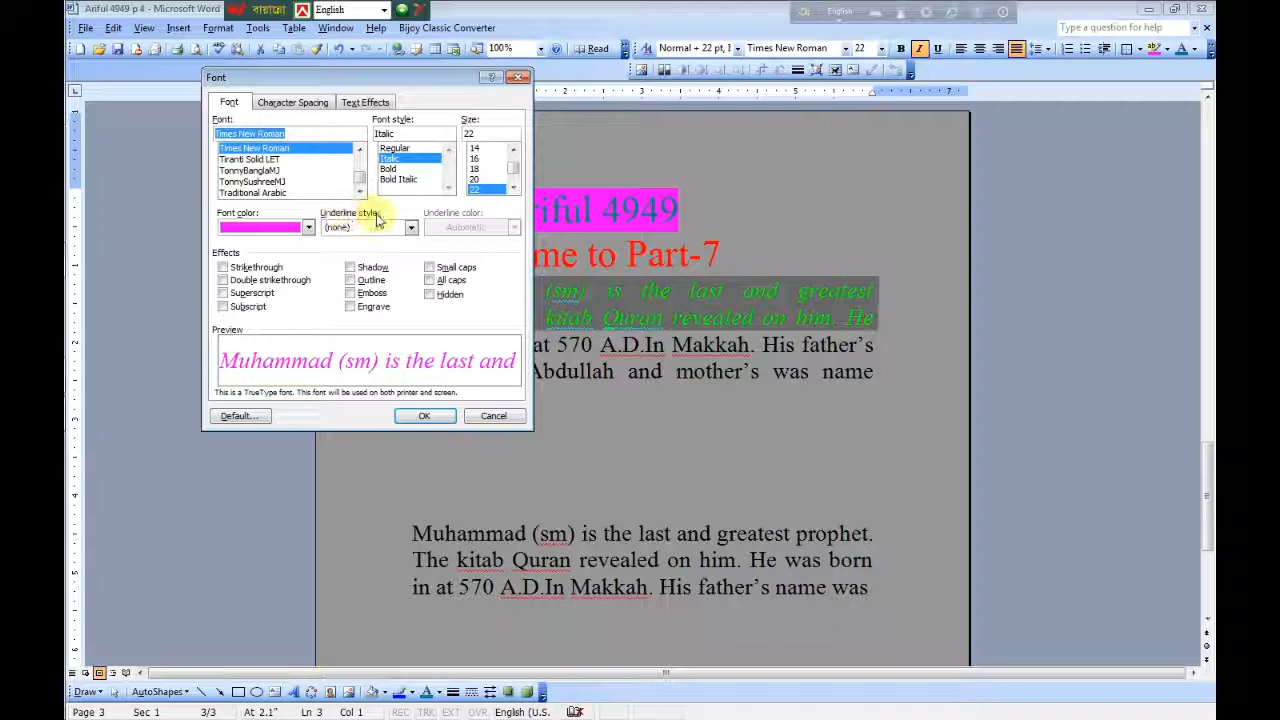 Ariful 4949 p 4 - Microsoft Word
বায়ান্নো
English
English
File Edit View Insert Format Tools Table Window Help Bijoy Classic Converter
Type a question for help
100%
Read
Normal + 22 pt, I
Times New Roman
22
B I U
Font
Font
Character Spacing
Text Effects
Font:
Font style:
Size:
Times New Roman
Italic
22
Times New Roman
Tiranti Solid LET
TonnyBanglaMJ
TonnySushreeMJ
Traditional Arabic
Regular
Italic
Bold
Bold Italic
14
16
18
20
22
Font color:
Underline style:
Underline color:
(none)
Automatic
Effects
Strikethrough
Double strikethrough
Superscript
Subscript
Shadow
Outline
Emboss
Engrave
Small caps
All caps
Hidden
Preview
Muhammad (sm) is the last and
This is a TrueType font. This font will be used on both printer and screen.
Default...
OK
Cancel
2 3 4 5 6 7
riful 4949
me to Part-7
(sm) is the last and greatest
kitab Quran revealed on him. He
at 570 A.D.In Makkah. His father’s
Abdullah and mother’s was name
Muhammad (sm) is the last and greatest prophet.
The kitab Quran revealed on him. He was born
in at 570 A.D.In Makkah. His father’s name was
Draw
AutoShapes
Page 3 Sec 1 3/3 At 2.1" Ln 3 Col 1 REC TRK EXT OVR English (U.S.